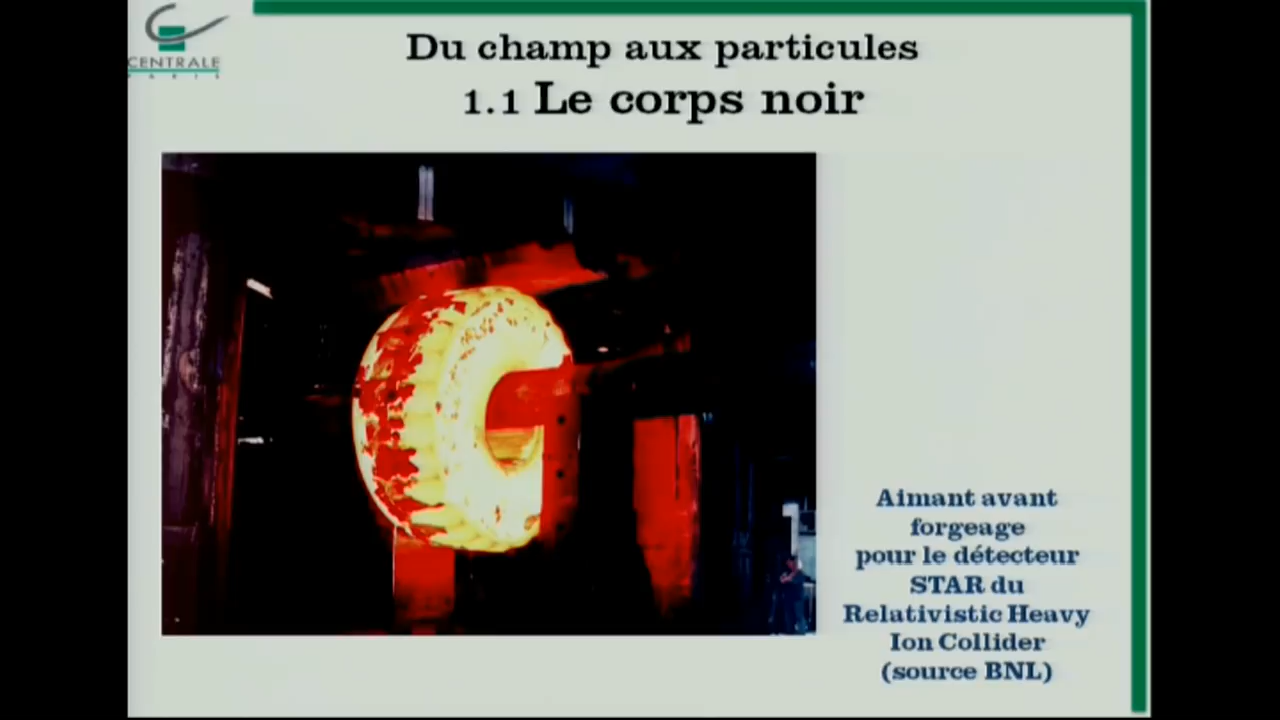 CENTRALE
PARIS
Du champ aux particules
1.1 Le corps noir
Aimant avant
forgeage
pour le détecteur
STAR du
Relativistic Heavy
Ion Collider
(source BNL)